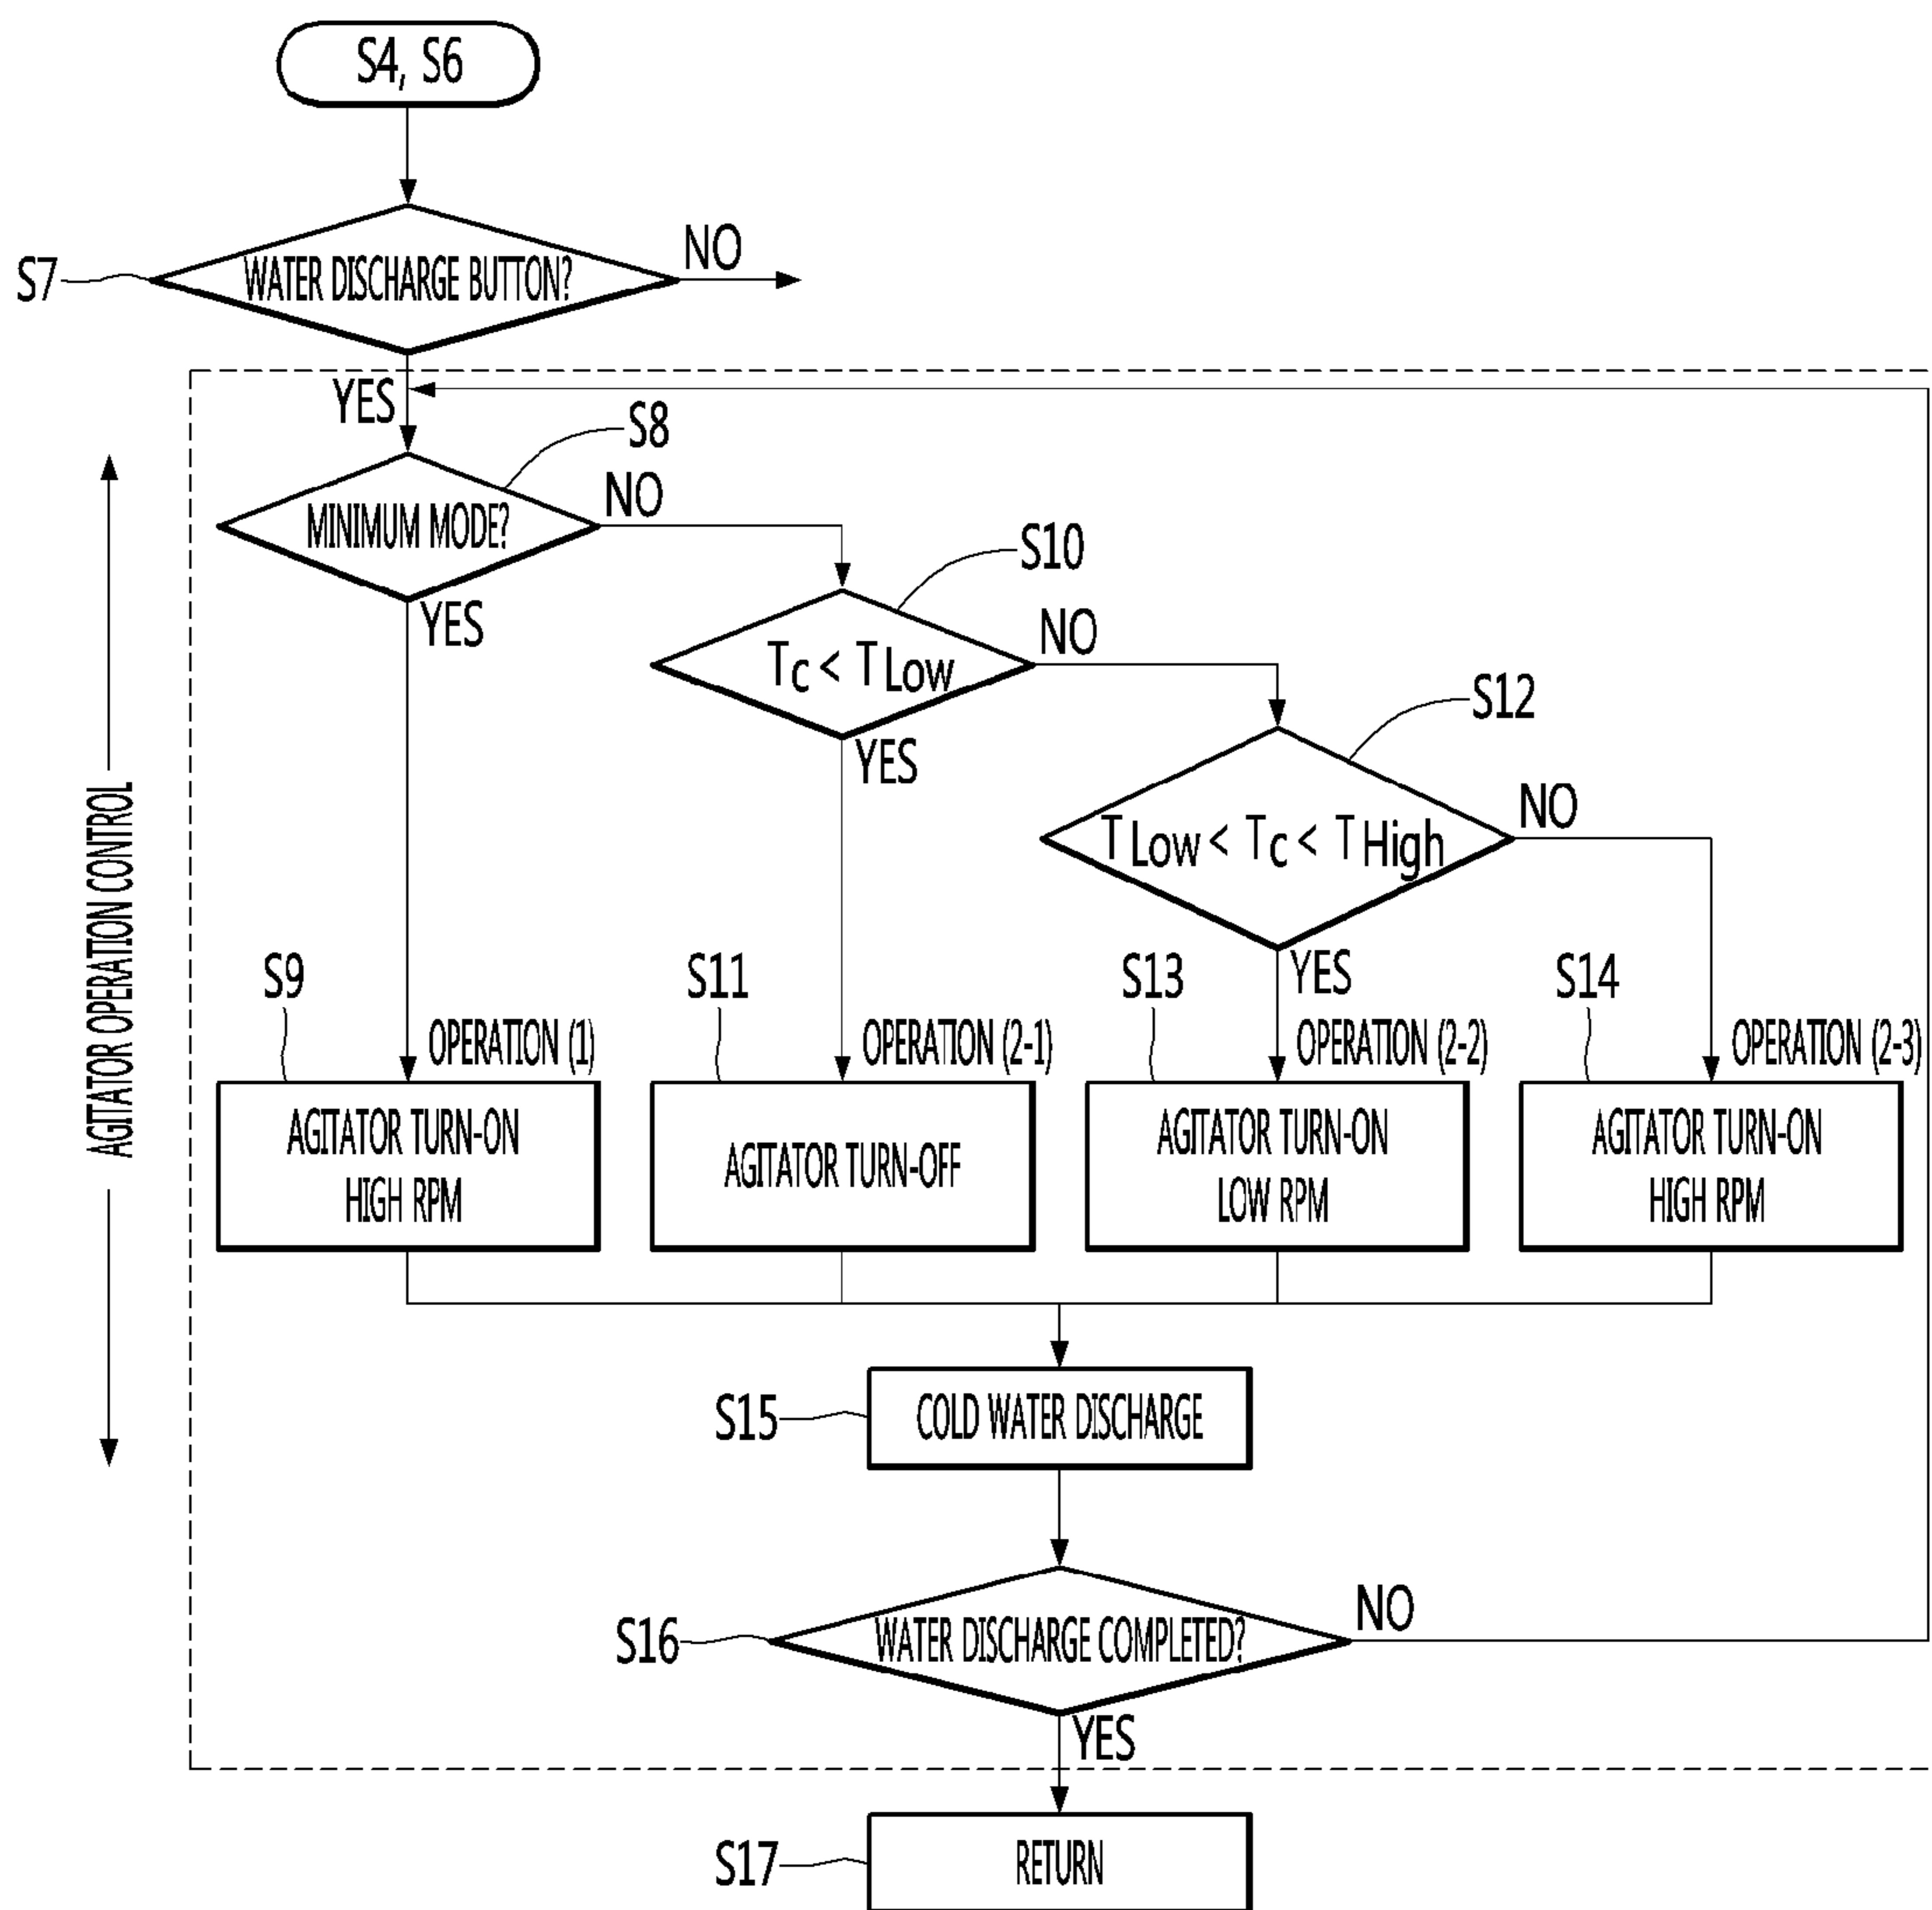 S4, S6
S7
WATER DISCHARGE BUTTON?
NO
YES
S8
MINIMUM MODE?
NO
YES
S10
Tc < TLow
NO
YES
S12
TLow < Tc < THigh
NO
YES
AGITATOR OPERATION CONTROL
S9
OPERATION (1)
AGITATOR TURN-ON
HIGH RPM
S11
OPERATION (2-1)
AGITATOR TURN-OFF
S13
OPERATION (2-2)
AGITATOR TURN-ON
LOW RPM
S14
OPERATION (2-3)
AGITATOR TURN-ON
HIGH RPM
S15
COLD WATER DISCHARGE
S16
WATER DISCHARGE COMPLETED?
NO
YES
S17
RETURN